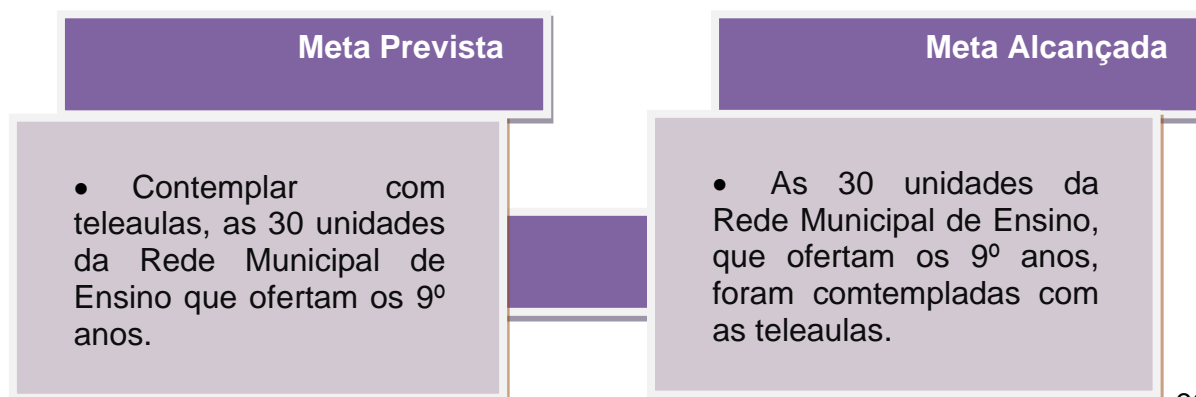 Meta Prevista
• Contemplar com
teleaulas, as 30 unidades
da Rede Municipal de
Ensino que ofertam os 9º
anos.
Meta Alcançada
• As 30 unidades da
Rede Municipal de Ensino,
que ofertam os 9º anos,
foram comtempladas com
as teleaulas.